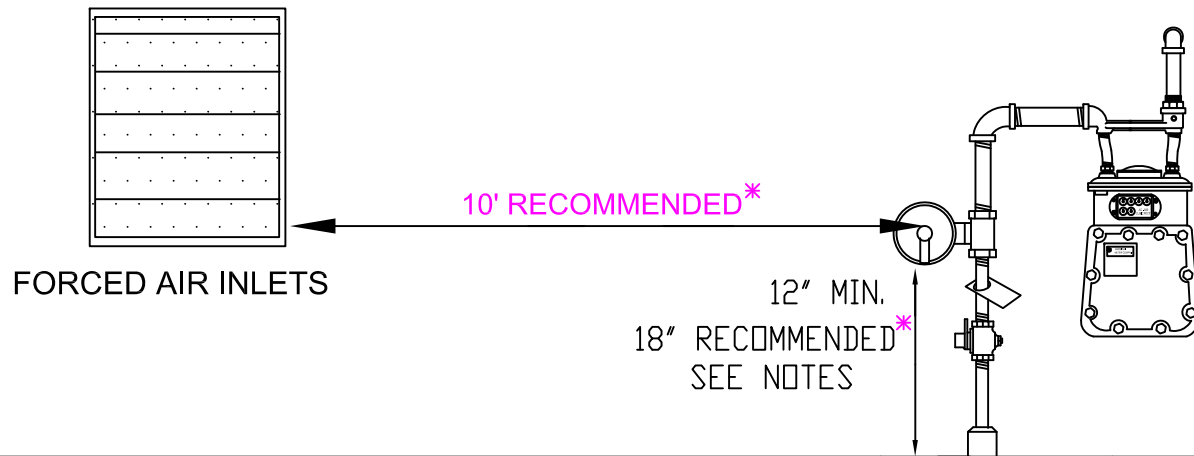 10' RECOMMENDED*
FORCED AIR INLETS
12" MIN.
18" RECOMMENDED*
SEE NOTES